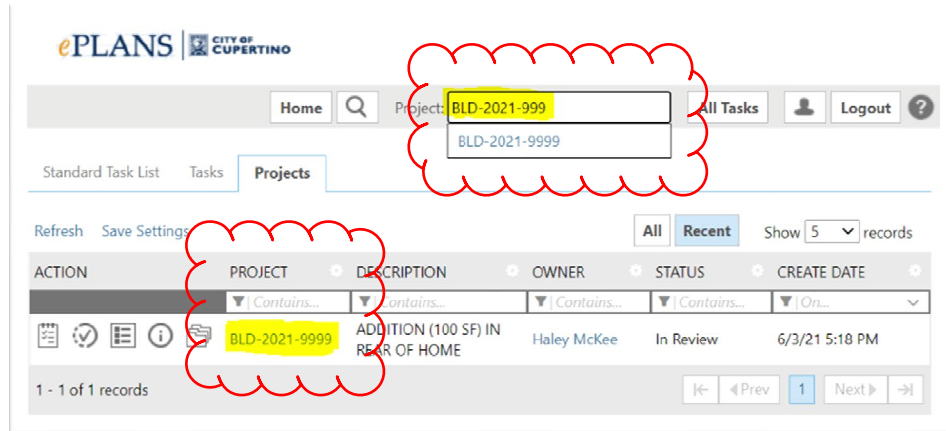 ePLANS CITY OF CUPERTINO
Home Project: BLD-2021-999 All Tasks Logout ?
BLD-2021-9999
Standard Task List Tasks Projects
Refresh Save Settings All Recent Show 5 records
ACTION PROJECT DESCRIPTION OWNER STATUS CREATE DATE
Contains... Contains... Contains... Contains... On...
BLD-2021-9999 ADDITION (100 SF) IN REAR OF HOME Haley McKee In Review 6/3/21 5:18 PM
1 - 1 of 1 records Prev 1 Next